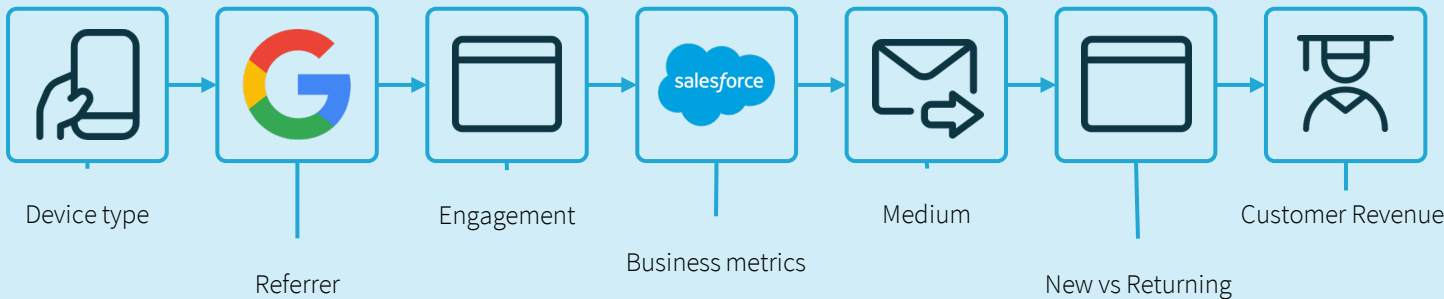 salesforce
Device type
Engagement
Medium
Customer Revenue
Business metrics
Referrer
New vs Returning